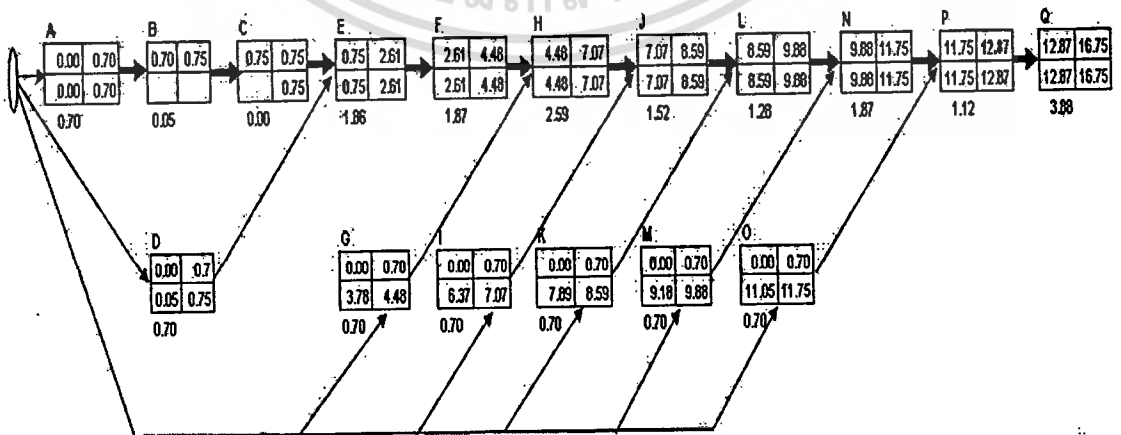 A B C E F H J L N P Q
0.00 0.70 0.70 0.75 0.75 0.75 0.75 2.61 2.61 4.48 4.48 7.07 7.07 8.59 8.59 9.88 9.88 11.75 11.75 12.87 12.87 16.75
0.00 0.70 0.75 0.75 2.61 2.61 4.48 4.48 7.07 7.07 8.59 8.59 9.88 9.88 11.75 11.75 12.87 12.87 16.75
0.70 0.05 0.00 1.86 1.87 2.59 1.52 1.28 1.87 1.12 3.88
D G I K M O
0.00 0.7 0.00 0.70 0.00 0.70 0.00 0.70 0.00 0.70 0.00 0.70
0.05 0.75 3.78 4.48 6.37 7.07 7.89 8.59 9.18 9.88 11.05 11.75
0.70 0.70 0.70 0.70 0.70 0.70